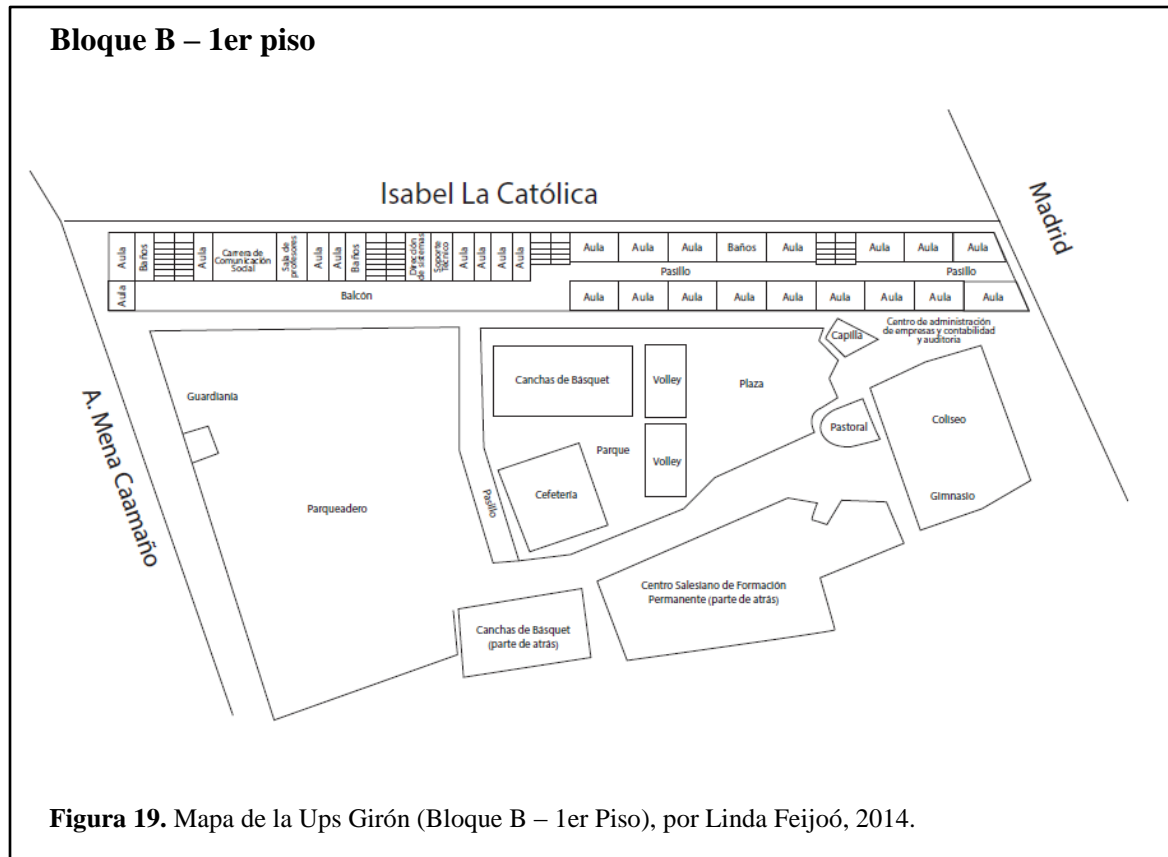 Bloque B – 1er piso
Isabel La Católica
Madrid
A. Mena Caamaño
Aula
Baños
Aula
Carrera de
Comunicación
Social
Sala de
profesores
Aula
Aula
Baños
Dirección
de sistemas
Soporte
Técnico
Aula
Aula
Aula
Aula
Aula
Aula
Aula
Baños
Aula
Aula
Aula
Aula
Pasillo
Pasillo
Aula
Balcón
Aula
Aula
Aula
Aula
Aula
Aula
Aula
Aula
Aula
Centro de administración
de empresas y contabilidad
y auditoria
Capilla
Canchas de Básquet
Volley
Plaza
Guardianía
Pastoral
Coliseo
Parque
Volley
Cefetería
Pasillo
Gimnasio
Parqueadero
Centro Salesiano de Formación
Permanente (parte de atrás)
Canchas de Básquet
(parte de atrás)
Figura 19. Mapa de la Ups Girón (Bloque B – 1er Piso), por Linda Feijoó, 2014.